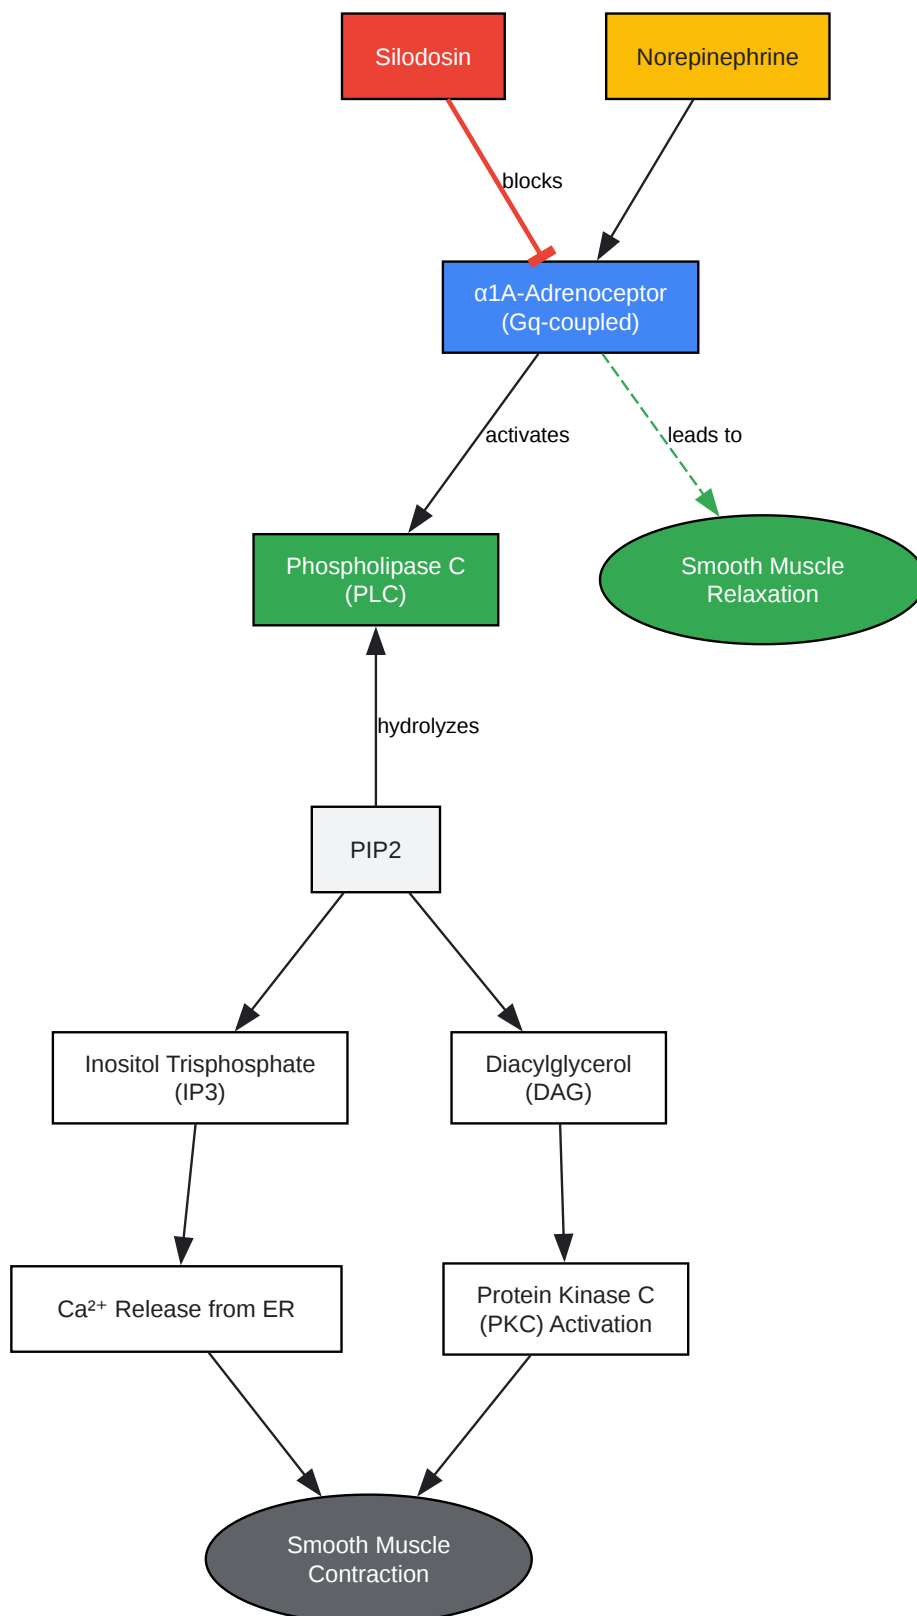 Silodosin
Norepinephrine
blocks
α1A-Adrenoceptor
(Gq-coupled)
activates
leads to
Phospholipase C
(PLC)
Smooth Muscle
Relaxation
hydrolyzes
PIP2
Inositol Trisphosphate
(IP3)
Diacylglycerol
(DAG)
Ca²⁺ Release from ER
Protein Kinase C
(PKC) Activation
Smooth Muscle
Contraction